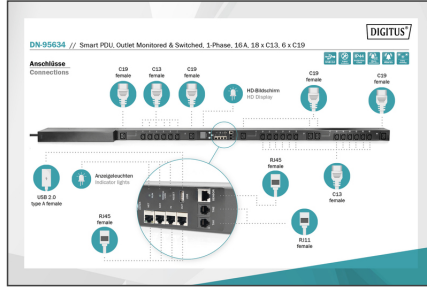 DIGITUS®
DN-95634 // Smart PDU, Outlet Monitored & Switched, 1-Phase, 16A, 18 x C13, 6 x C19
Anschlüsse
Connections
C19
female
C13
female
C19
female
HD-Bildschirm
HD Display
C19
female
C19
female
USB 2.0
type A female
Anzeigeleuchten
Indicator lights
RJ45
female
RJ45
female
C13
female
RJ11
female